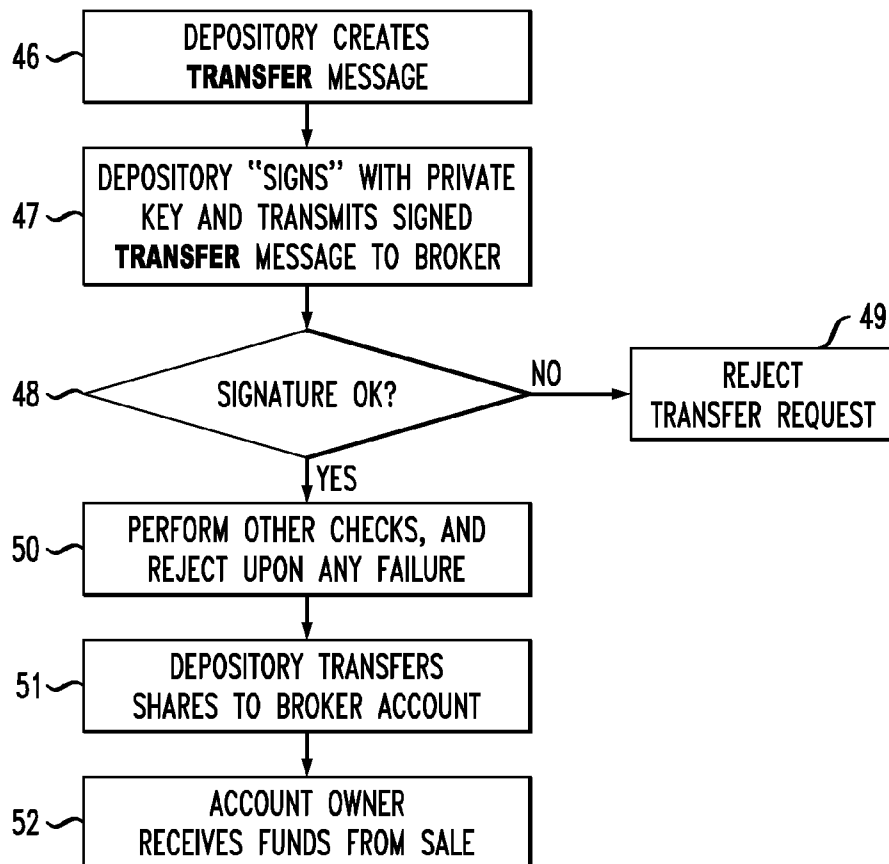 46
DEPOSITORY CREATES
TRANSFER MESSAGE
47
DEPOSITORY "SIGNS" WITH PRIVATE
KEY AND TRANSMITS SIGNED
TRANSFER MESSAGE TO BROKER
48
SIGNATURE OK?
NO
49
REJECT
TRANSFER REQUEST
YES
50
PERFORM OTHER CHECKS, AND
REJECT UPON ANY FAILURE
51
DEPOSITORY TRANSFERS
SHARES TO BROKER ACCOUNT
52
ACCOUNT OWNER
RECEIVES FUNDS FROM SALE